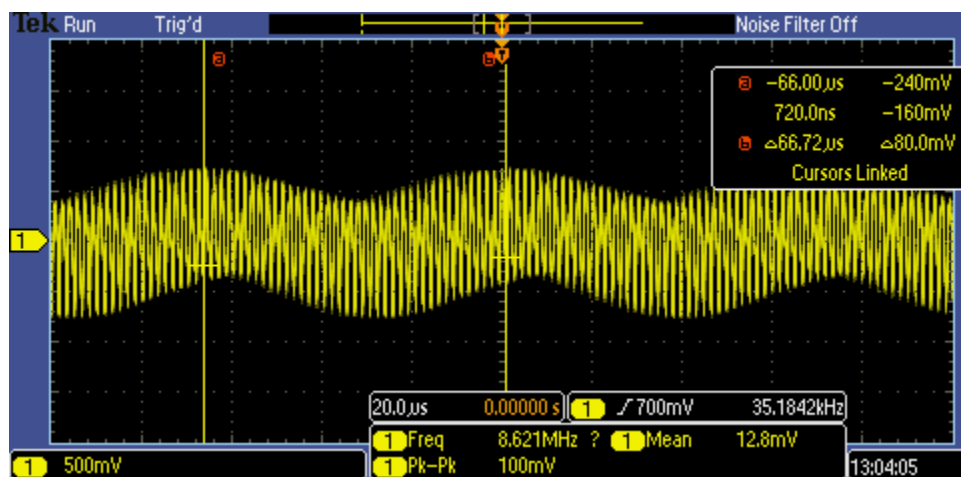 Tek Run Trig'd Noise Filter Off
a b T
a -66.00µs -240mV
720.0ns -160mV
b △66.72µs △80.0mV
Cursors Linked
1
20.0µs 0.00000 s 1 ∫ 700mV 35.1842kHz
1 Freq 8.621MHz ? 1 Mean 12.8mV
1 Pk-Pk 100mV
1 500mV 13:04:05